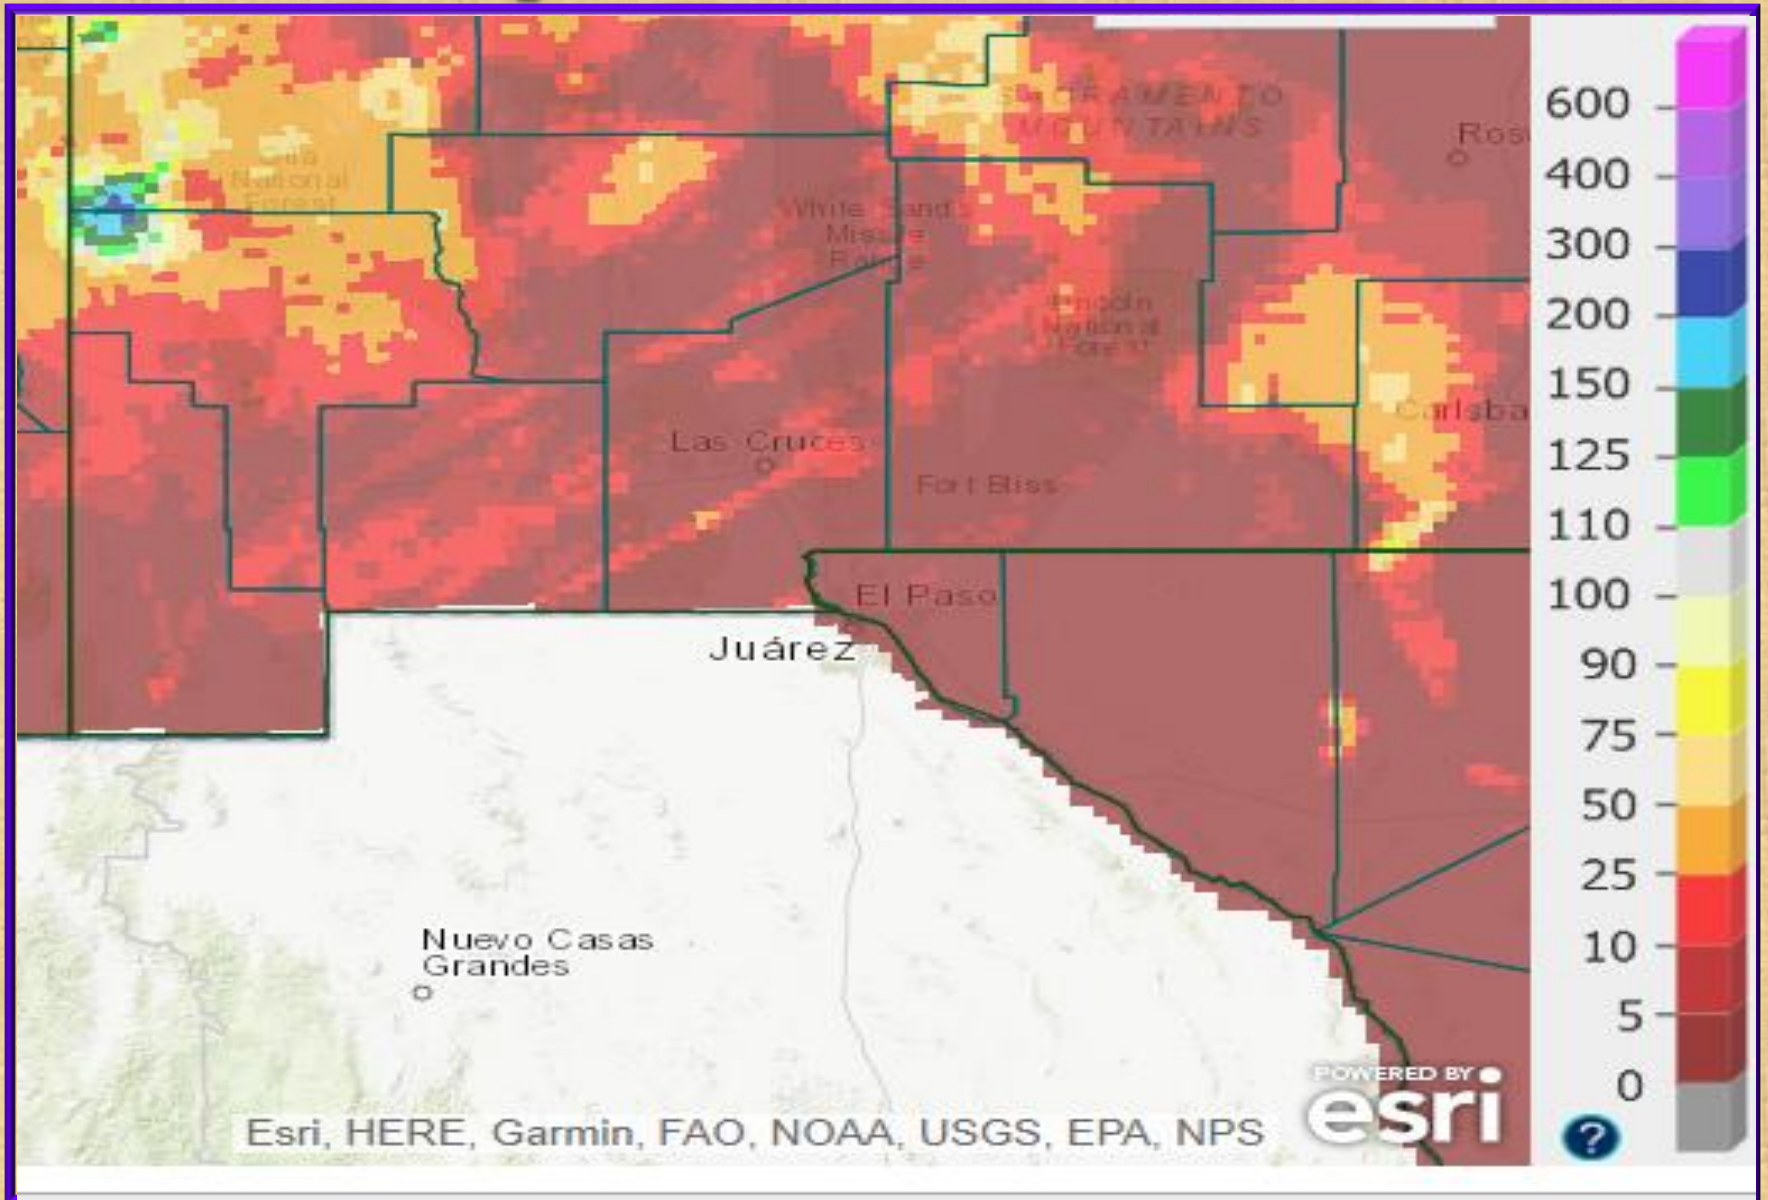 SACRAMENTO
MOUNTAINS
Gila
National
Forest
White Sands
Missile
Range
Lincoln
National
Forest
Las Cruces
Fort Bliss
El Paso
Juárez
Nuevo Casas
Grandes
600
400
300
200
150
125
110
100
90
75
50
25
10
5
0
POWERED BY
esri
Esri, HERE, Garmin, FAO, NOAA, USGS, EPA, NPS
?
Ros
Carlsba